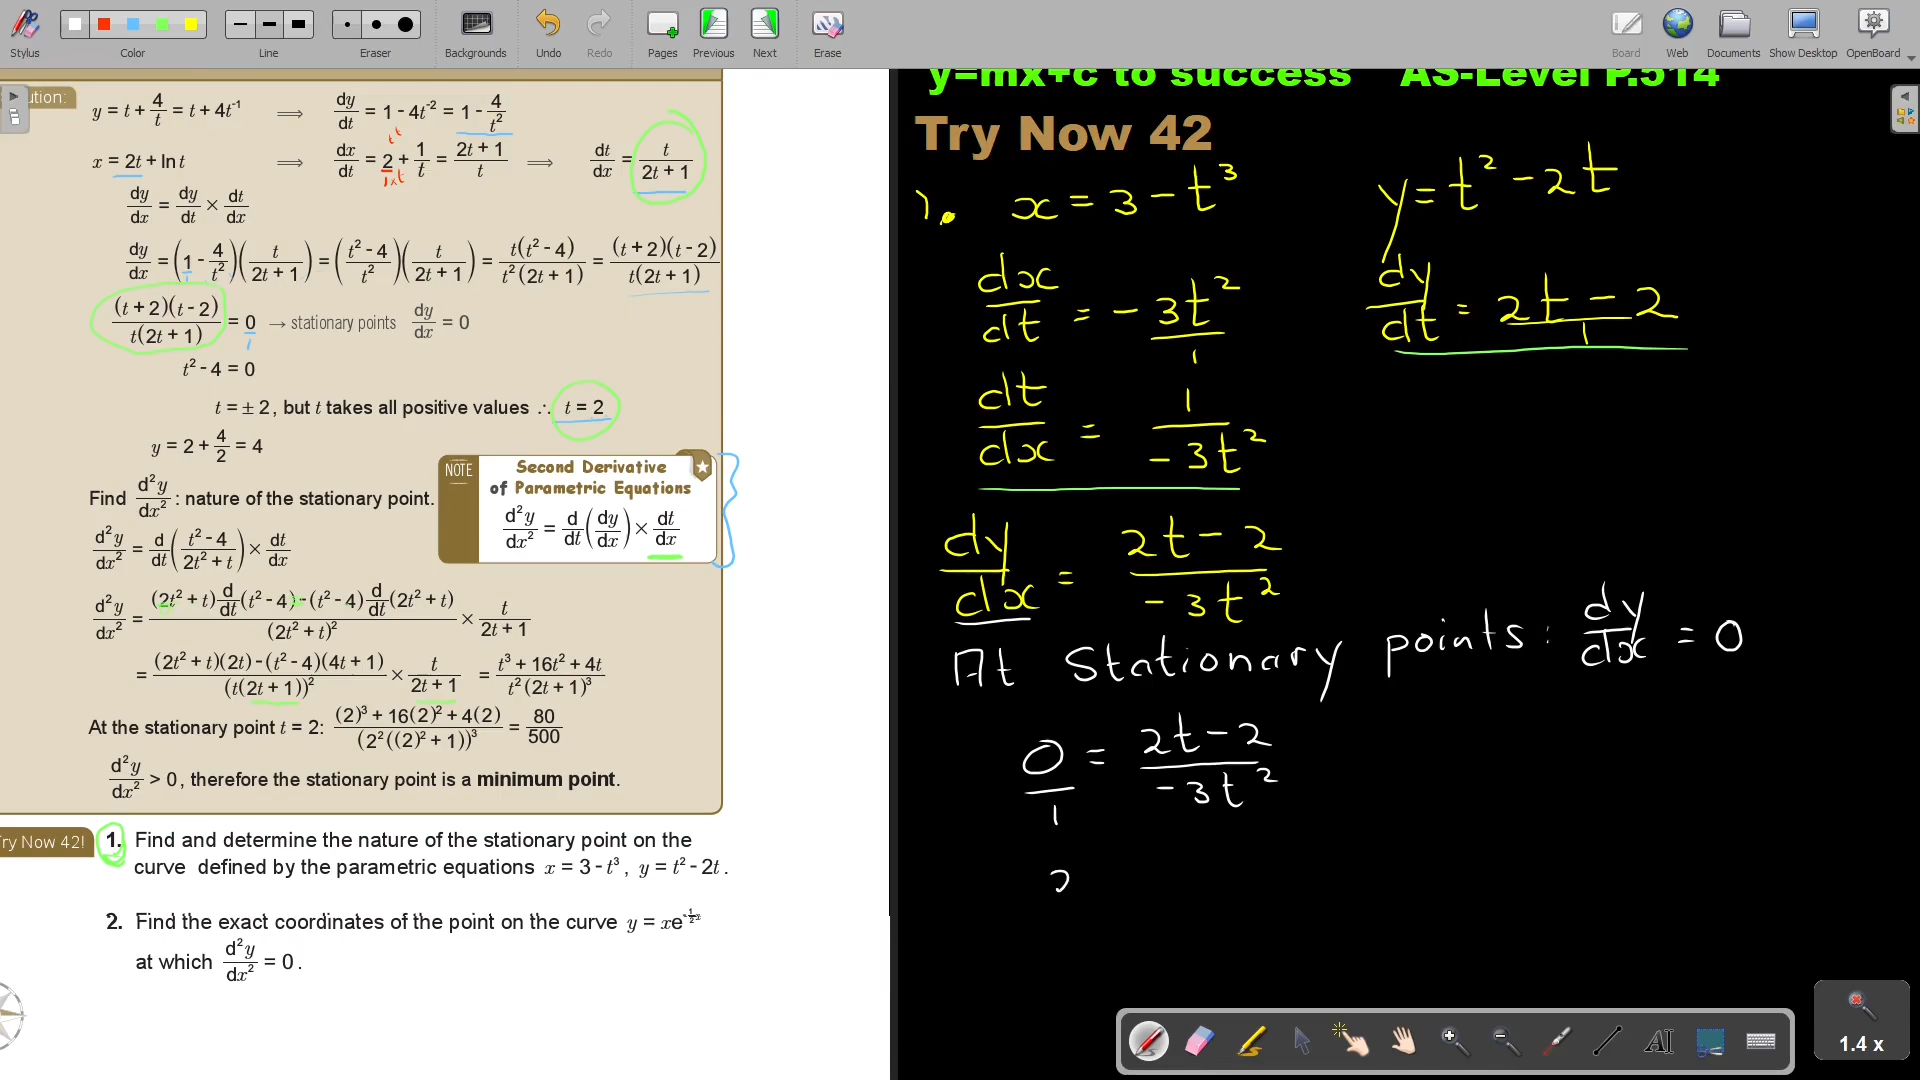 Stylus Color Line Eraser Backgrounds Undo Redo Pages Previous Next Erase Board Web Documents Show Desktop OpenBoard
ution:
y = t + 4/t = t + 4t⁻¹ ⟹ dy/dt = 1 - 4t⁻² = 1 - 4/t²
x = 2t + ln t ⟹ dx/dt = 2 + 1/t = (2t + 1)/t ⟹ dt/dx = t/(2t + 1)
dy/dx = dy/dt × dt/dx
dy/dx = (1 - 4/t²)(t/(2t + 1)) = ((t² - 4)/t²)(t/(2t + 1)) = t(t² - 4)/(t²(2t + 1)) = (t + 2)(t - 2)/(t(2t + 1))
(t + 2)(t - 2)/(t(2t + 1)) = 0 → stationary points dy/dx = 0
t² - 4 = 0
t = ± 2, but t takes all positive values ∴ t = 2
y = 2 + 4/2 = 4
Find d²y/dx² : nature of the stationary point.
NOTE
Second Derivative
of Parametric Equations
d²y/dx² = d/dt(dy/dx) × dt/dx
d²y/dx² = d/dt((t² - 4)/(2t² + t)) × dt/dx
d²y/dx² = ((2t² + t) d/dt(t² - 4) - (t² - 4) d/dt(2t² + t))/(2t² + t)² × t/(2t + 1)
= ((2t² + t)(2t) - (t² - 4)(4t + 1))/(t(2t + 1))² × t/(2t + 1) = (t³ + 16t² + 4t)/(t²(2t + 1)³)
At the stationary point t = 2: ((2)³ + 16(2)² + 4(2))/(2²((2)² + 1))³ = 80/500
d²y/dx² > 0, therefore the stationary point is a minimum point.
Try Now 42!
1. Find and determine the nature of the stationary point on the
curve defined by the parametric equations x = 3 - t³, y = t² - 2t.
2. Find the exact coordinates of the point on the curve y = xe^(-½x)
at which d²y/dx² = 0.
y=mx+c to success AS-Level P.514
Try Now 42
1. x = 3 - t³ y = t² - 2t
dx/dt = -3t²/1 dy/dt = 2t - 2/1
dt/dx = 1/-3t²
dy/dx = 2t - 2/-3t²
At Stationary points: dy/dx = 0
0/1 = 2t - 2/-3t²
1.4 x